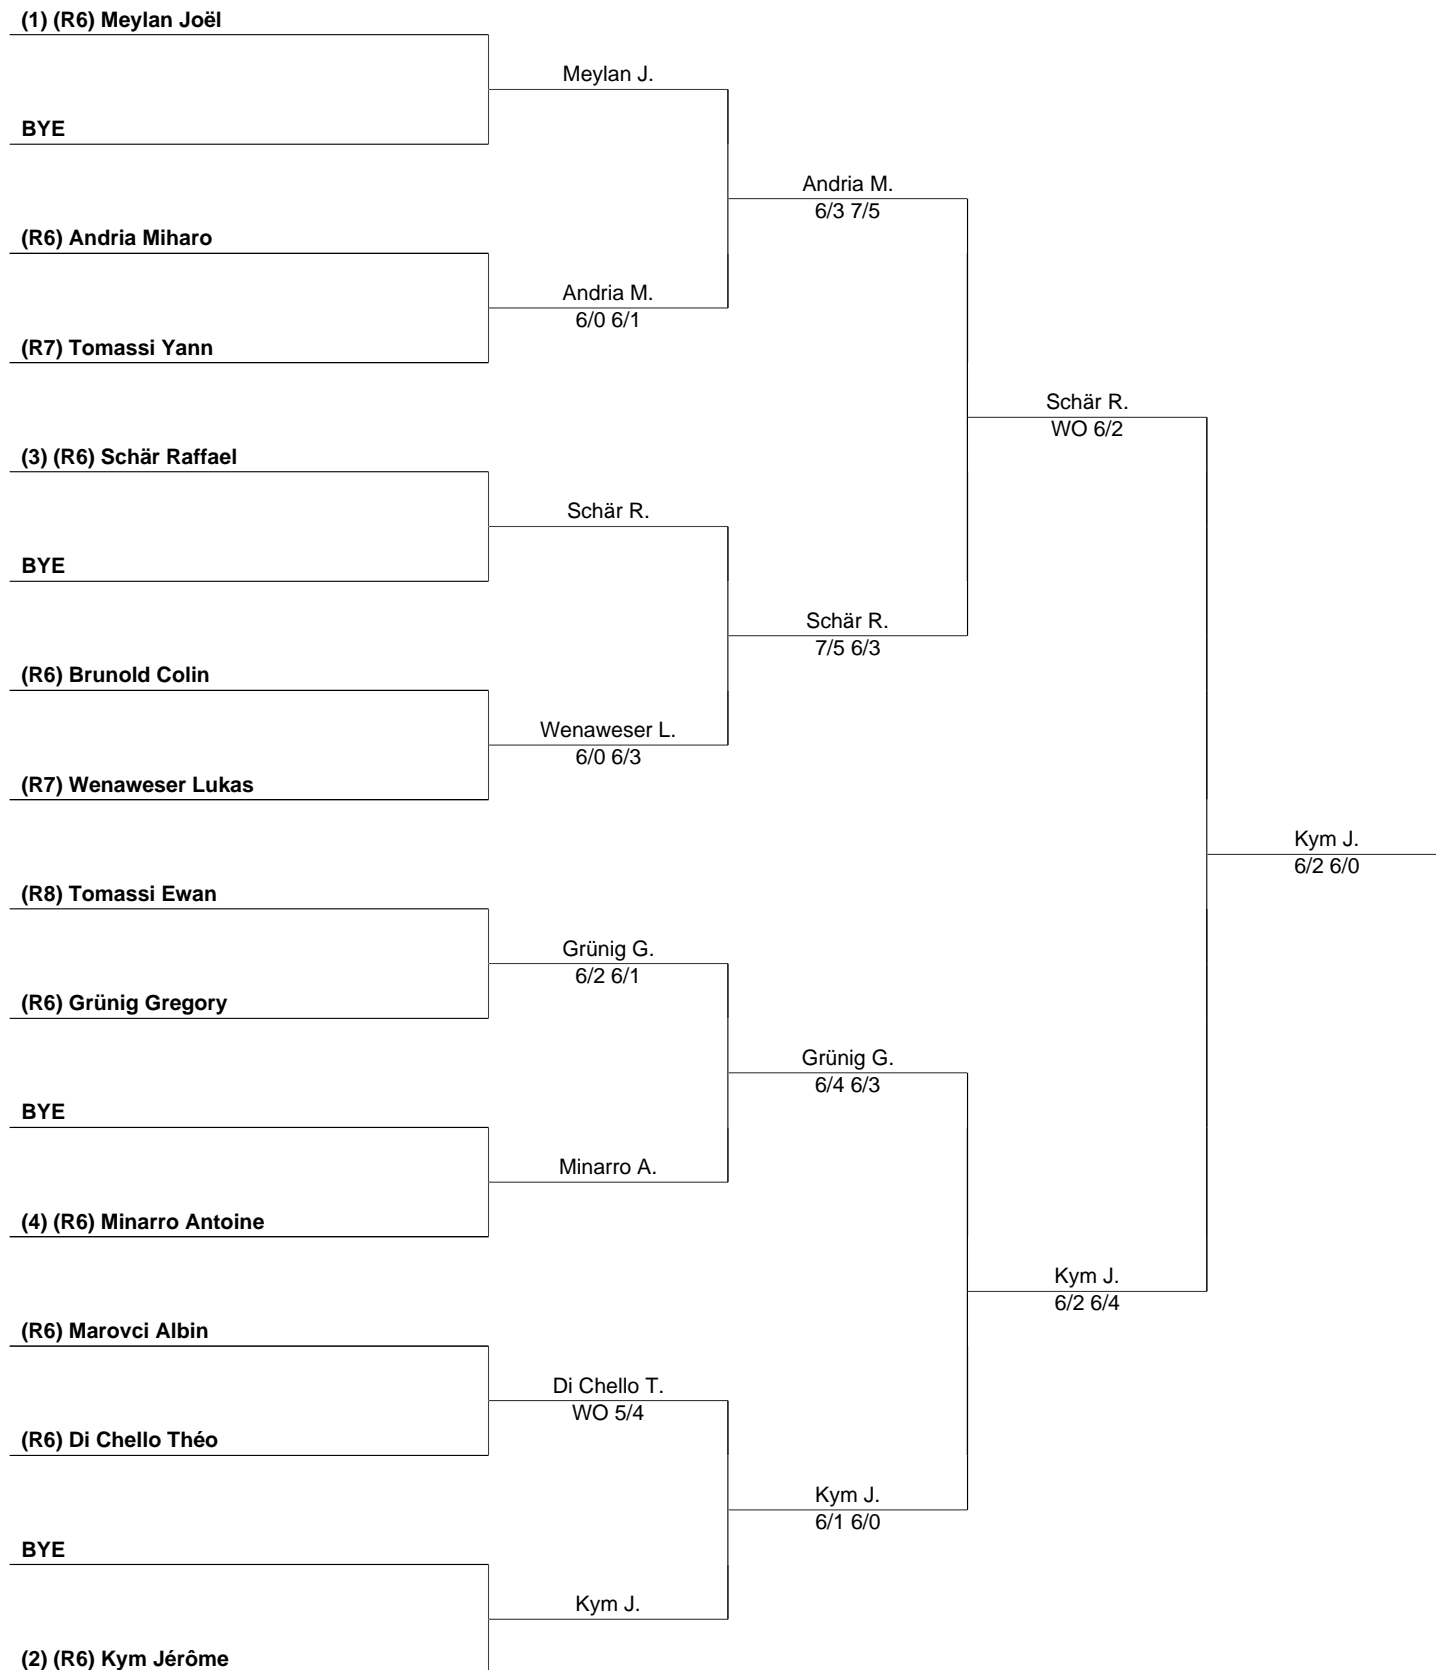 (1) (R6) Meylan Joël
Meylan J.
BYE
Andria M.
6/3 7/5
(R6) Andria Miharo
Andria M.
6/0 6/1
(R7) Tomassi Yann
Schär R.
WO 6/2
(3) (R6) Schär Raffael
Schär R.
BYE
Schär R.
7/5 6/3
(R6) Brunold Colin
Wenaweser L.
6/0 6/3
(R7) Wenaweser Lukas
Kym J.
6/2 6/0
(R8) Tomassi Ewan
Grünig G.
6/2 6/1
(R6) Grünig Gregory
Grünig G.
6/4 6/3
BYE
Minarro A.
(4) (R6) Minarro Antoine
Kym J.
6/2 6/4
(R6) Marovci Albin
Di Chello T.
WO 5/4
(R6) Di Chello Théo
Kym J.
6/1 6/0
BYE
Kym J.
(2) (R6) Kym Jérôme